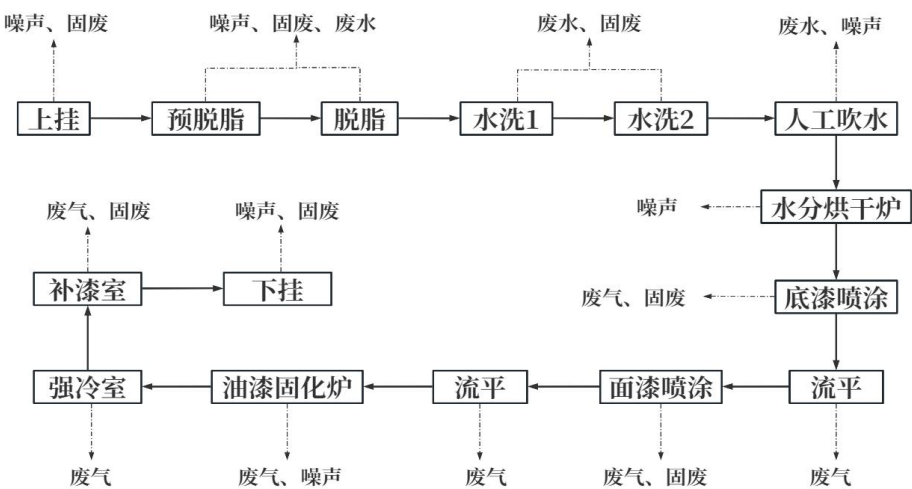 噪声、固废
噪声、固废、废水
废水、固废
废水、噪声
上挂
预脱脂
脱脂
水洗1
水洗2
人工吹水
废气、固废
噪声、固废
噪声
水分烘干炉
补漆室
下挂
废气、固废
底漆喷涂
强冷室
油漆固化炉
流平
面漆喷涂
流平
废气
废气、噪声
废气
废气、固废
废气